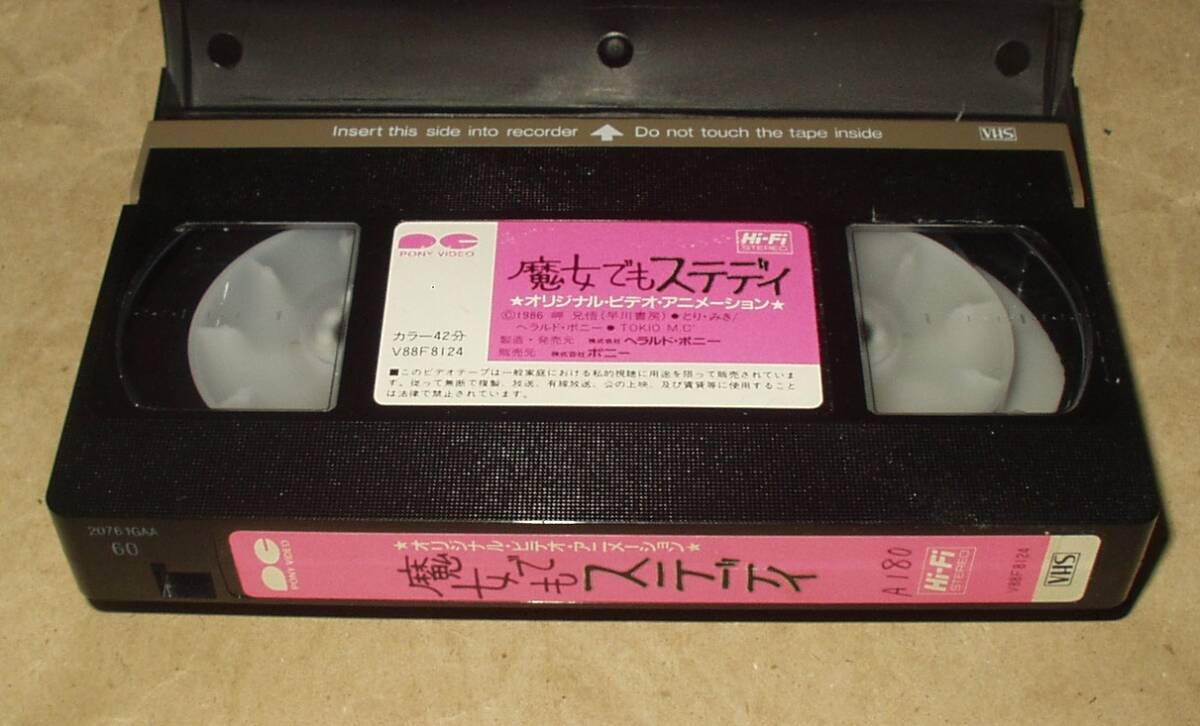 Insert this side into recorder Do not touch the tape inside VHS
PC
PONY VIDEO
Hi-Fi
STEREO
魔女でもステディ
★オリジナル・ビデオ・アニメーション★
©1986 岬 兄悟(早川書房)●とり・みき/
ヘラルド・ポニー● TOKIO M.C"
製造・発売元 株式会社 ヘラルド・ポニー
販売元 株式会社 ポニー
カラー42分
V88F8124
■このビデオテープは一般家庭における私的視聴に用途を限って販売されていま
す。従って無断で複製、放送、有線放送、公の上映、及び賃貸等に使用すること
は法律で禁止されています。
20761GAA
60
PC
PONY VIDEO
★オリジナル・ビデオ・アニメーション★
魔女でもステディ
A180
Hi-Fi
STEREO
V88F8124
VHS